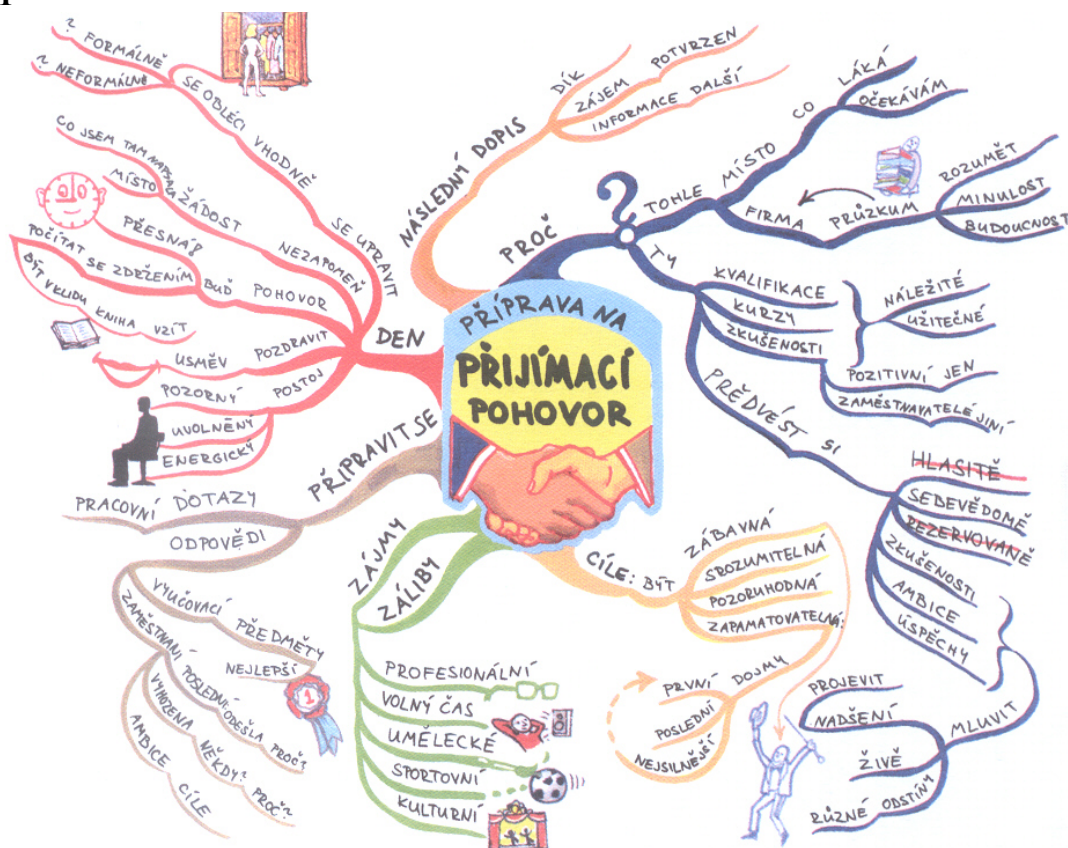 PŘÍPRAVA NA
PŘIJÍMACÍ
POHOVOR
DEN
SE UPRAVIT
SE OBLÉCI VHODNĚ
? FORMÁLNĚ
? NEFORMÁLNĚ
NEZAPOMEŇ
ŽÁDOST
CO JSEM TAM NAPSALA
MÍSTO
POHOVOR
BUĎ
PŘESNÁ
POČÍTAT SE ZDRŽENÍM
BÝT V KLIDU
KNIHA VZÍT
POZDRAVIT
USMĚV
POSTOJ
POZORNÝ
UVOLNĚNÝ
ENERGICKÝ
NÁSLEDNÝ DOPIS
DÍK
ZÁJEM POTVRZEN
INFORMACE DALŠÍ
PROČ
?
TOHLE MÍSTO
CO
LÁKÁ
OČEKÁVÁM
FIRMA
PRŮZKUM
ROZUMĚT
MINULOST
BUDOUCNOST
TY
KVALIFIKACE
KURZY
ZKUŠENOSTI
NÁLEŽITÉ
UŽITEČNÉ
POZITIVNÍ JEN
ZAMĚSTNAVATELÉ JINÍ
PŘEDVÉST SI
HLASITĚ
SEBEVĚDOMĚ
REZERVOVANĚ
ZKUŠENOSTI
AMBICE
ÚSPĚCHY
MLUVIT
PROJEVIT
NADŠENÍ
ŽIVĚ
RŮZNÉ ODSTÍNY
CÍLE: BÝT
ZÁBAVNÁ
SROZUMITELNÁ
POZORUHODNÁ
ZAPAMATOVATELNÁ:
DOJMY
PRVNÍ
POSLEDNÍ
NEJSILNĚJŠÍ
ZÁJMY
ZÁLIBY
PROFESIONÁLNÍ
VOLNÝ ČAS
UMĚLECKÉ
SPORTOVNÍ
KULTURNÍ
PŘIPRAVIT SE
PRACOVNÍ DOTAZY
ODPOVĚDI
VYUČOVACÍ PŘEDMĚTY
NEJLEPŠÍ
1
ZAMĚSTNÁNÍ
POSLEDNÍ: ODEŠLA PROČ?
VYHOZENA NĚKDY? PROČ?
AMBICE CÍLE